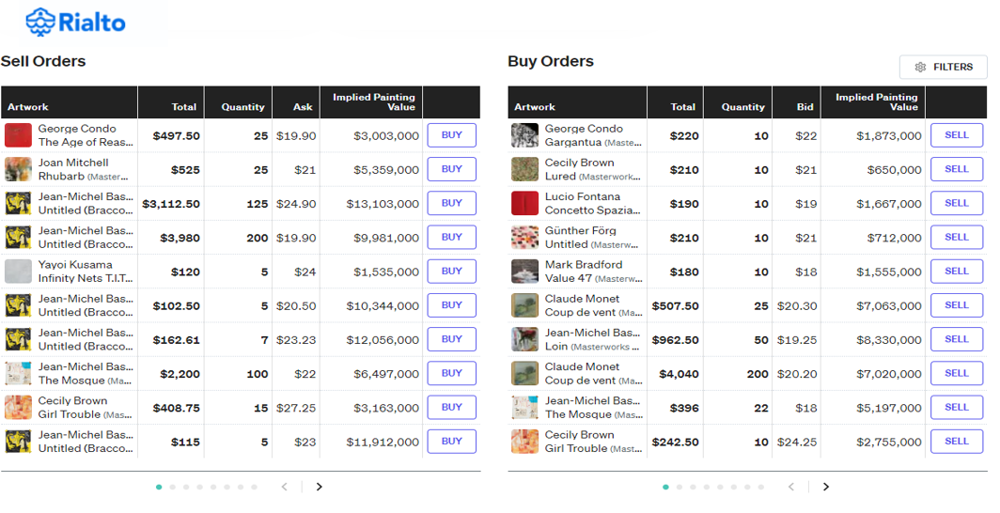 Rialto
Sell Orders
Artwork Total Quantity Ask Implied Painting Value
George Condo
The Age of Reas... $497.50 25 $19.90 $3,003,000 BUY
Joan Mitchell
Rhubarb (Master... $525 25 $21 $5,359,000 BUY
Jean-Michel Bas...
Untitled (Bracco... $3,112.50 125 $24.90 $13,103,000 BUY
Jean-Michel Bas...
Untitled (Bracco... $3,980 200 $19.90 $9,981,000 BUY
Yayoi Kusama
Infinity Nets T.I.T... $120 5 $24 $1,535,000 BUY
Jean-Michel Bas...
Untitled (Bracco... $102.50 5 $20.50 $10,344,000 BUY
Jean-Michel Bas...
Untitled (Bracco... $162.61 7 $23.23 $12,056,000 BUY
Jean-Michel Bas...
The Mosque (Ma... $2,200 100 $22 $6,497,000 BUY
Cecily Brown
Girl Trouble (Mas... $408.75 15 $27.25 $3,163,000 BUY
Jean-Michel Bas...
Untitled (Bracco... $115 5 $23 $11,912,000 BUY
Buy Orders
FILTERS
Artwork Total Quantity Bid Implied Painting Value
George Condo
Gargantua (Maste... $220 10 $22 $1,873,000 SELL
Cecily Brown
Lured (Masterwork... $210 10 $21 $650,000 SELL
Lucio Fontana
Concetto Spazia... $190 10 $19 $1,667,000 SELL
Günther Förg
Untitled (Masterw... $210 10 $21 $712,000 SELL
Mark Bradford
Value 47 (Masterw... $180 10 $18 $1,555,000 SELL
Claude Monet
Coup de vent (Ma... $507.50 25 $20.30 $7,063,000 SELL
Jean-Michel Bas...
Loin (Masterworks ... $962.50 50 $19.25 $8,330,000 SELL
Claude Monet
Coup de vent (Ma... $4,040 200 $20.20 $7,020,000 SELL
Jean-Michel Bas...
The Mosque (Mas... $396 22 $18 $5,197,000 SELL
Cecily Brown
Girl Trouble (Mast... $242.50 10 $24.25 $2,755,000 SELL